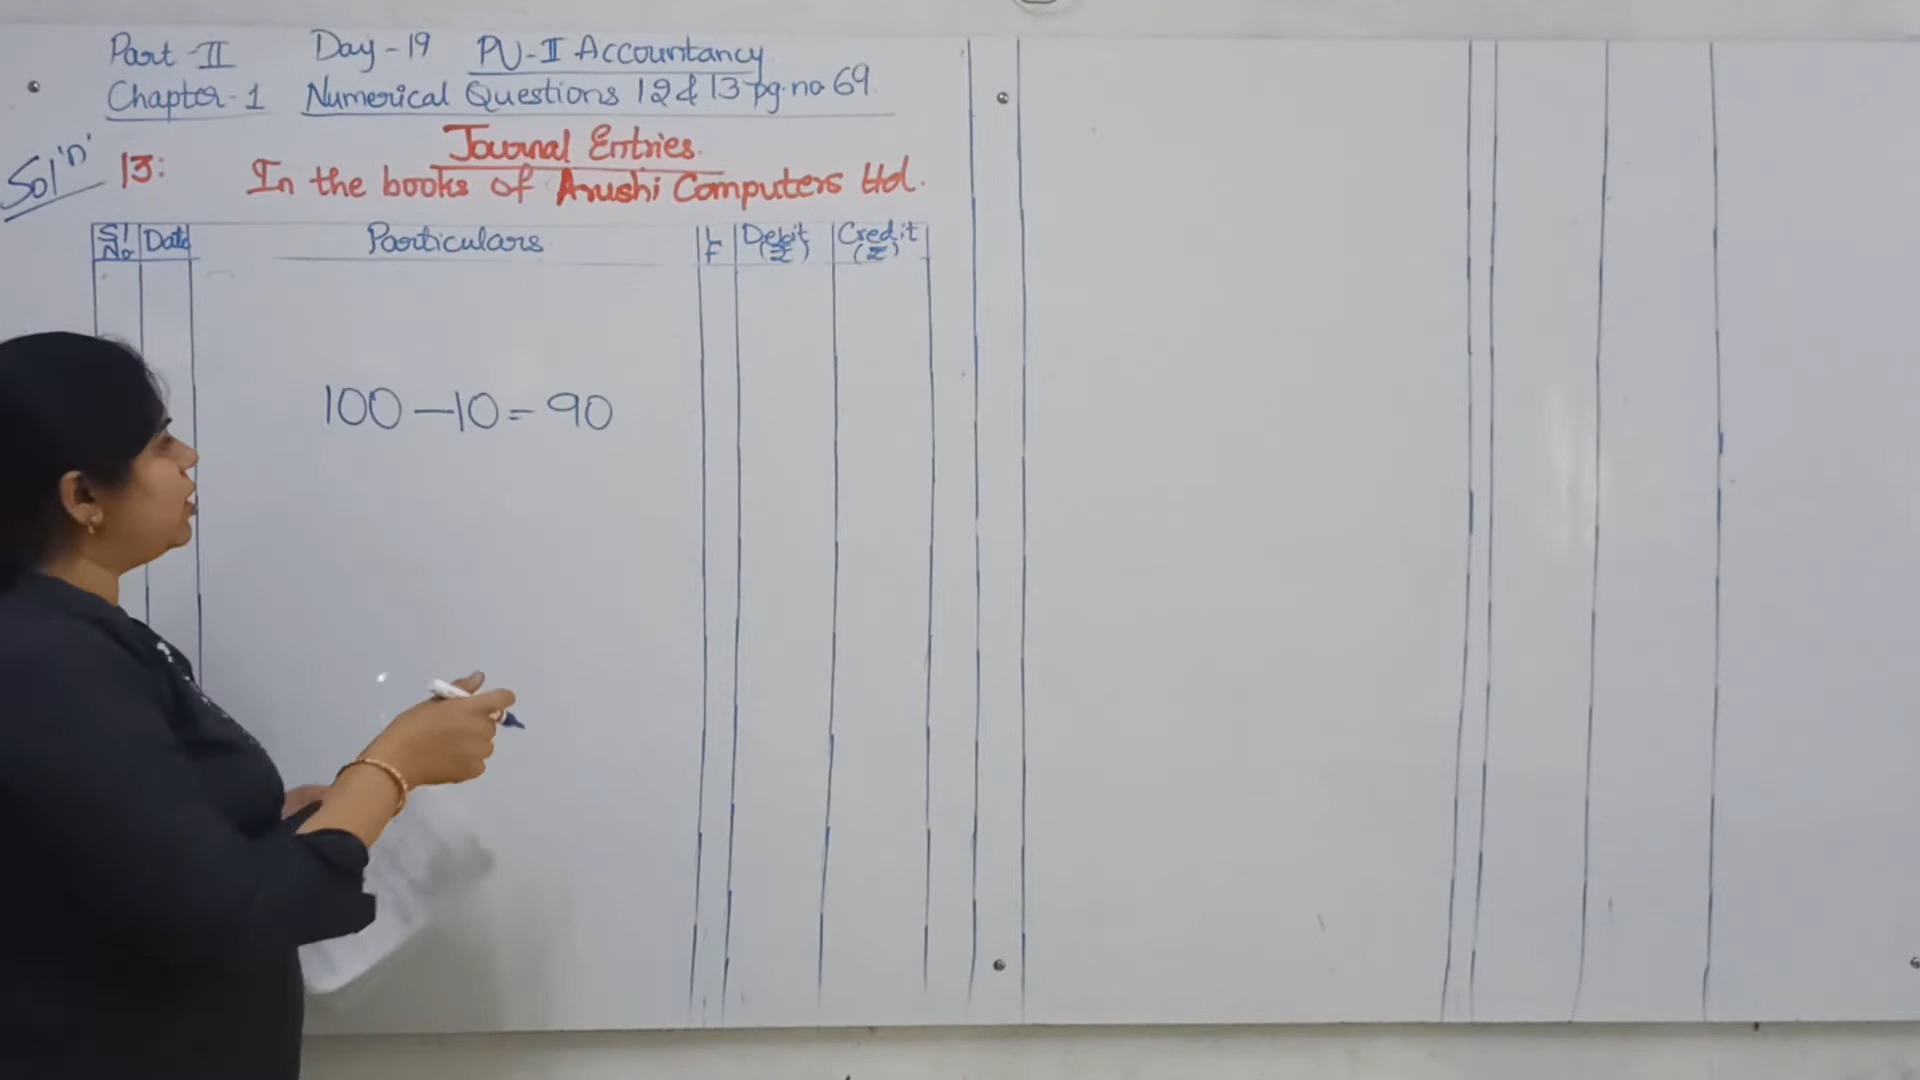 Part-II Day-19 PU-II Accountancy
Chapter-1 Numerical Questions 12 & 13 pg.no 69
Journal Entries.
Sol'n' 13: In the books of Arushi Computers Ltd.
Sl No Date Particulars LF Debit (₹) Credit (₹)
100-10=90